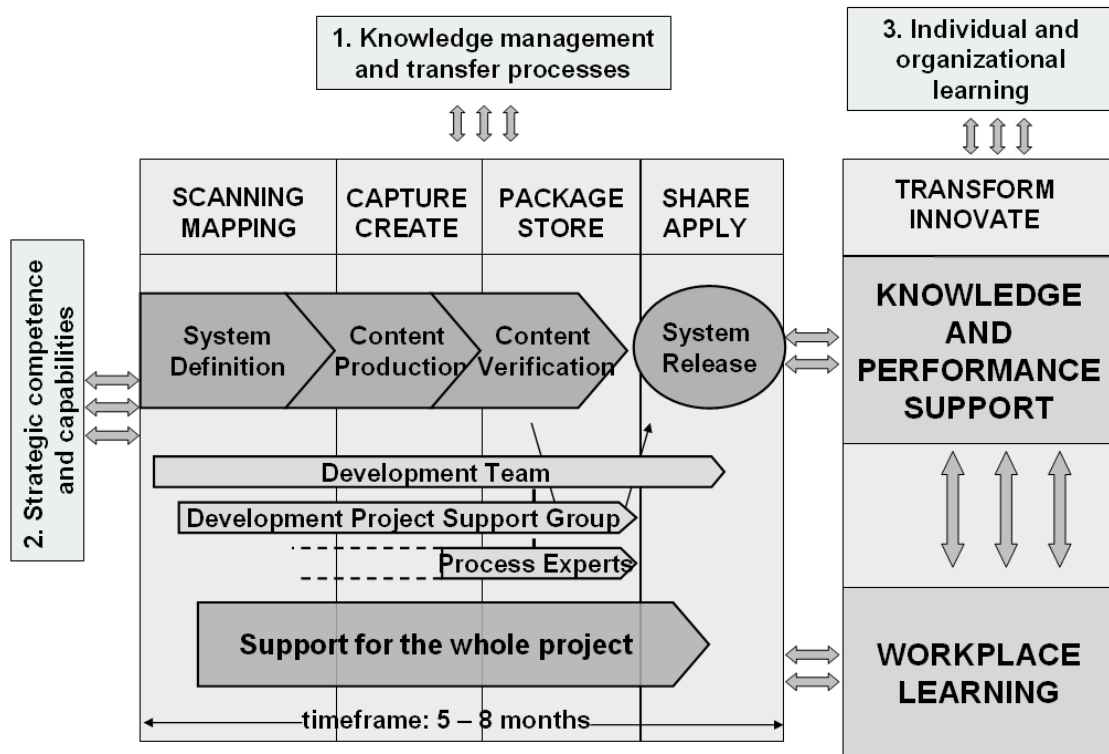 1. Knowledge management
and transfer processes
3. Individual and
organizational
learning
SCANNING
MAPPING
CAPTURE
CREATE
PACKAGE
STORE
SHARE
APPLY
TRANSFORM
INNOVATE
2. Strategic competence
and capabilities
System
Definition
Content
Production
Content
Verification
System
Release
KNOWLEDGE
AND
PERFORMANCE
SUPPORT
Development Team
Development Project Support Group
Process Experts
Support for the whole project
WORKPLACE
LEARNING
timeframe: 5 – 8 months